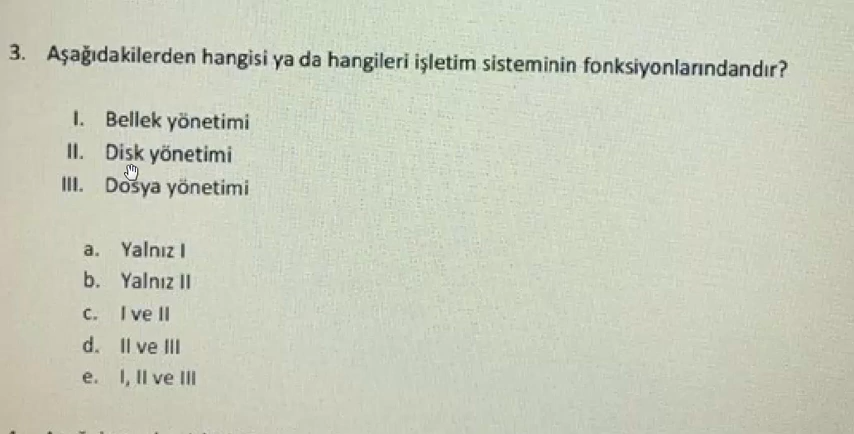 3. Aşağıdakilerden hangisi ya da hangileri işletim sisteminin fonksiyonlarındandır?
I. Bellek yönetimi
II. Disk yönetimi
III. Dosya yönetimi
a. Yalnız I
b. Yalnız II
c. I ve II
d. II ve III
e. I, II ve III